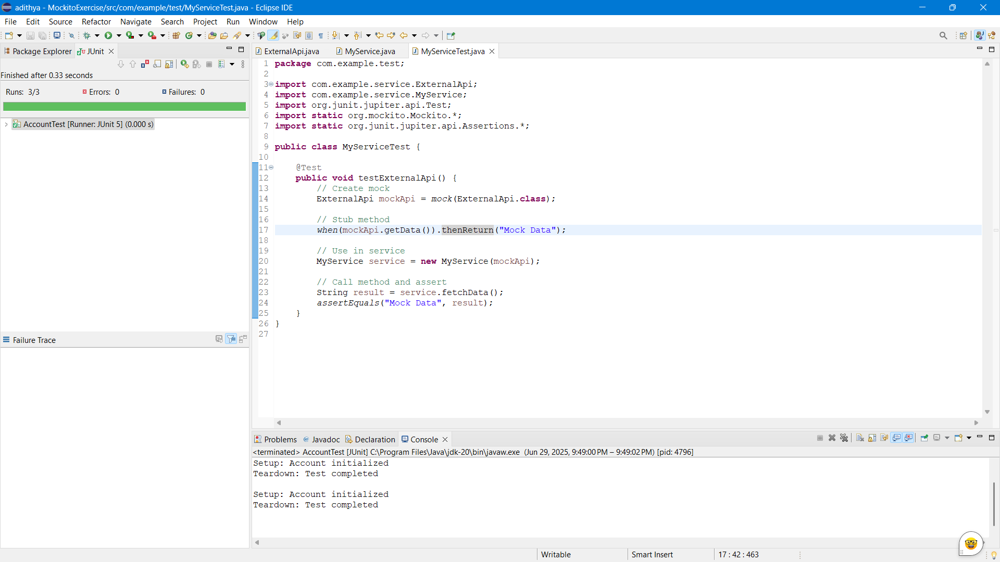 adithya - MockitoExercise/src/com/example/test/MyServiceTest.java - Eclipse IDE
File Edit Source Refactor Navigate Search Project Run Window Help
Package Explorer JUnit
Finished after 0.33 seconds
Runs: 3/3 Errors: 0 Failures: 0
AccountTest [Runner: JUnit 5] (0.000 s)
Failure Trace
ExternalApi.java MyService.java MyServiceTest.java
1 package com.example.test;
2
3 import com.example.service.ExternalApi;
4 import com.example.service.MyService;
5 import org.junit.jupiter.api.Test;
6 import static org.mockito.Mockito.*;
7 import static org.junit.jupiter.api.Assertions.*;
8
9 public class MyServiceTest {
10
11     @Test
12     public void testExternalApi() {
13         // Create mock
14         ExternalApi mockApi = mock(ExternalApi.class);
15
16         // Stub method
17         when(mockApi.getData()).thenReturn("Mock Data");
18
19         // Use in service
20         MyService service = new MyService(mockApi);
21
22         // Call method and assert
23         String result = service.fetchData();
24         assertEquals("Mock Data", result);
25     }
26 }
27
Problems @ Javadoc Declaration Console
<terminated> AccountTest [JUnit] C:\Program Files\Java\jdk-20\bin\javaw.exe (Jun 29, 2025, 9:49:00 PM – 9:49:02 PM) [pid: 4796]
Setup: Account initialized
Teardown: Test completed
Setup: Account initialized
Teardown: Test completed
Writable Smart Insert 17 : 42 : 463